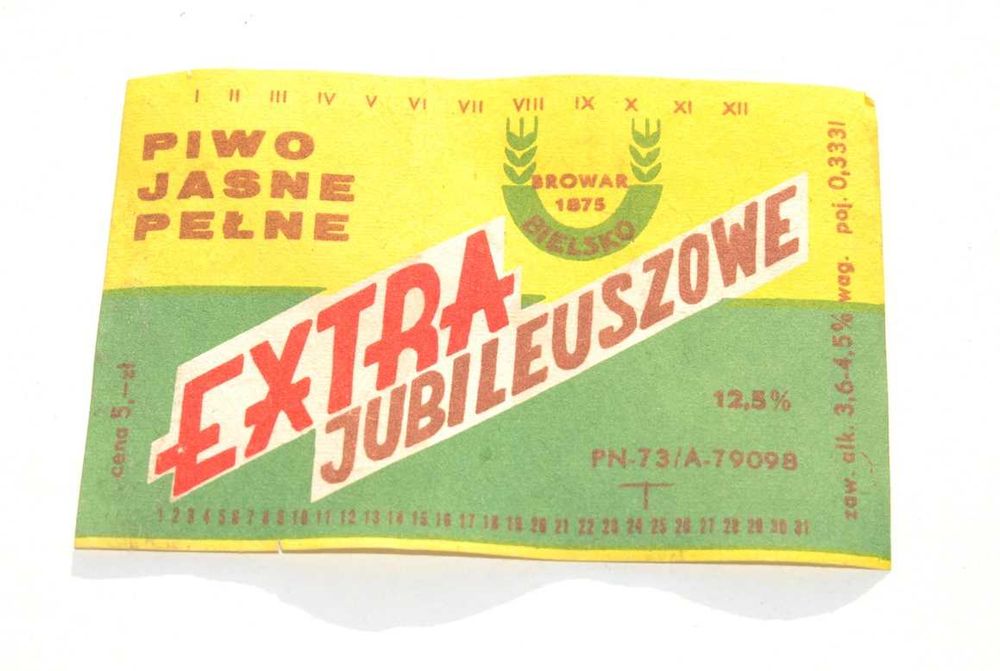 I II III IV V VI VII VIII IX X XI XII
PIWO
JASNE
PEŁNE
BROWAR
1875
BIELSKO
EXTRA
JUBILEUSZOWE
12,5%
PN-73/A-79098
T
cena 5,–zł
zaw. alk. 3,6-4,5% wag. poj. 0,333l
1 2 3 4 5 6 7 8 9 10 11 12 13 14 15 16 17 18 19 20 21 22 23 24 25 26 27 28 29 30 31